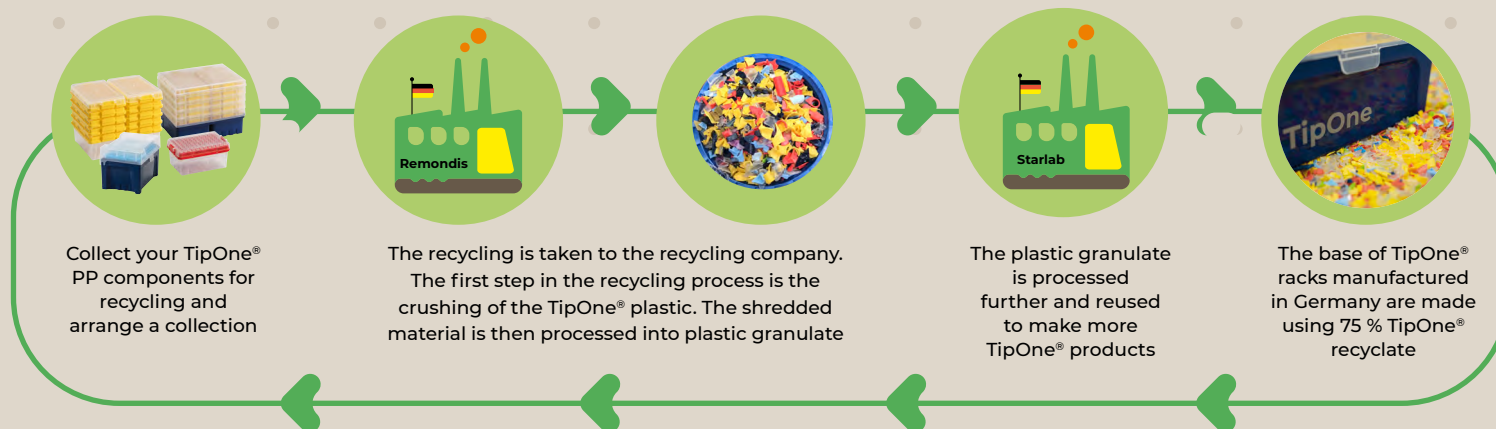 Remondis
Starlab
TipOne
Collect your TipOne®
PP components for
recycling and
arrange a collection
The recycling is taken to the recycling company.
The first step in the recycling process is the
crushing of the TipOne® plastic. The shredded
material is then processed into plastic granulate
The plastic granulate
is processed
further and reused
to make more
TipOne® products
The base of TipOne®
racks manufactured
in Germany are made
using 75 % TipOne®
recyclate